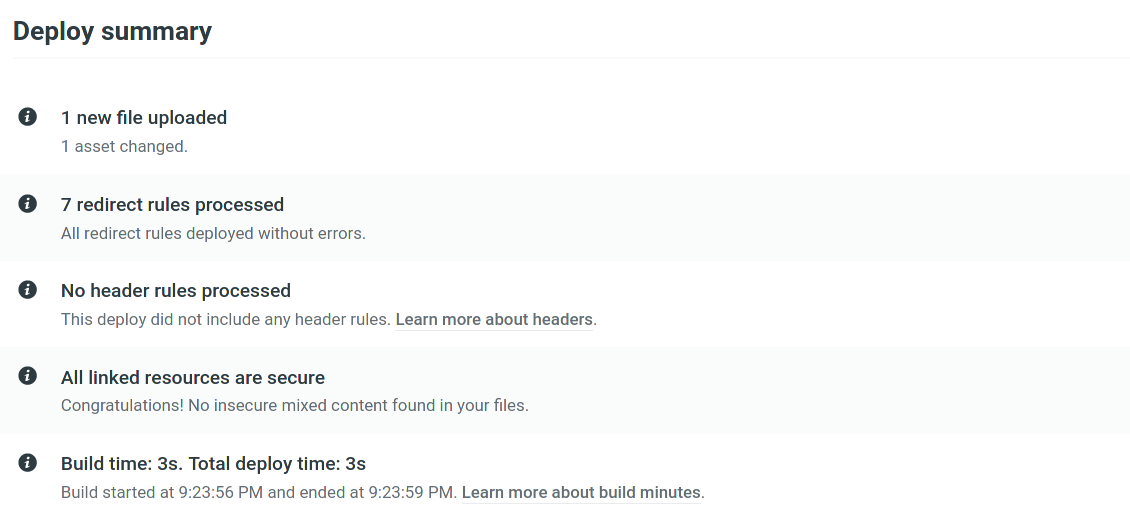 Deploy summary
1 new file uploaded
1 asset changed.
7 redirect rules processed
All redirect rules deployed without errors.
No header rules processed
This deploy did not include any header rules. Learn more about headers.
All linked resources are secure
Congratulations! No insecure mixed content found in your files.
Build time: 3s. Total deploy time: 3s
Build started at 9:23:56 PM and ended at 9:23:59 PM. Learn more about build minutes.